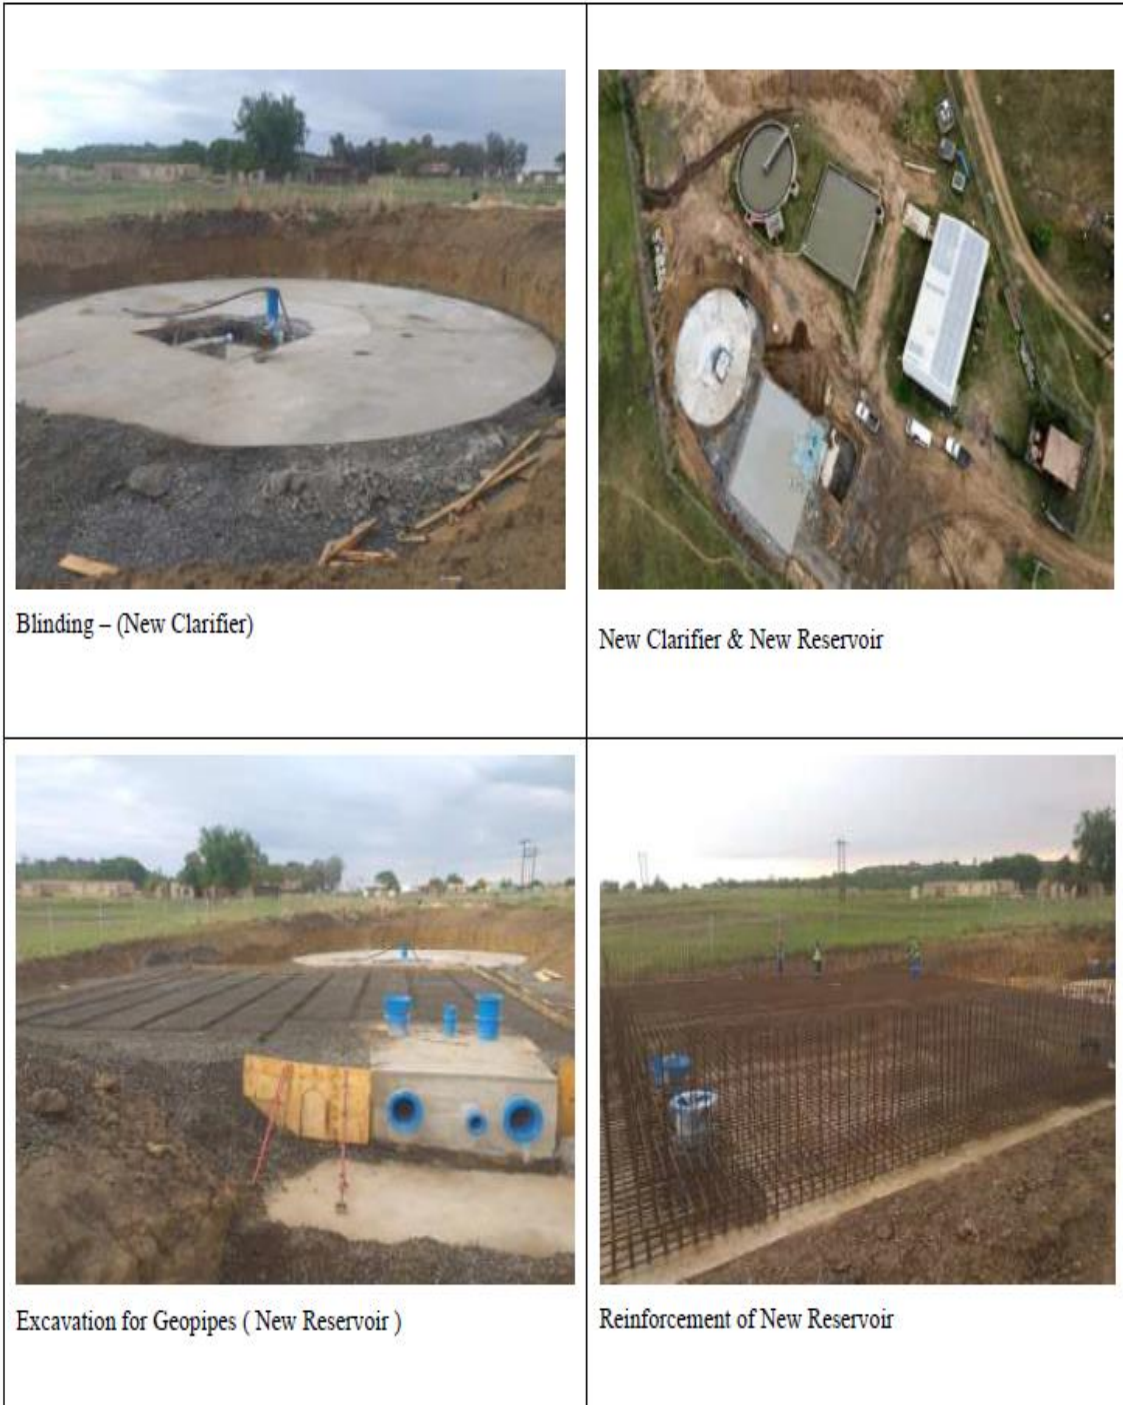 Blinding – (New Clarifier)
New Clarifier & New Reservoir
Excavation for Geopipes ( New Reservoir )
Reinforcement of New Reservoir